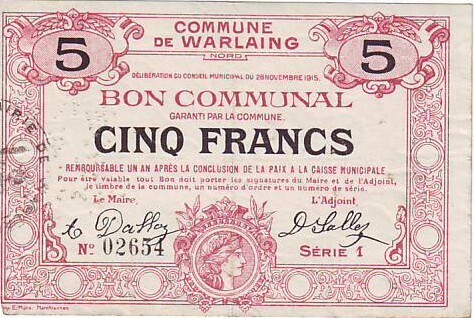 COMMUNE
5 DE WARLAING 5
NORD
DÉLIBÉRATION DU CONSEIL MUNICIPAL DU 28 NOVEMBRE 1915.
BON COMMUNAL
GARANTI PAR LA COMMUNE.
CINQ FRANCS
REMBOURSABLE UN AN APRÈS LA CONCLUSION DE LA PAIX A LA CAISSE MUNICIPALE
Pour être valable tout Bon doit porter les signatures du Maire et de l'Adjoint,
le timbre de la commune, un numéro d'ordre et un numéro de série.
Le Maire, L'Adjoint,
No 02654 SÉRIE 1
Marchiennes